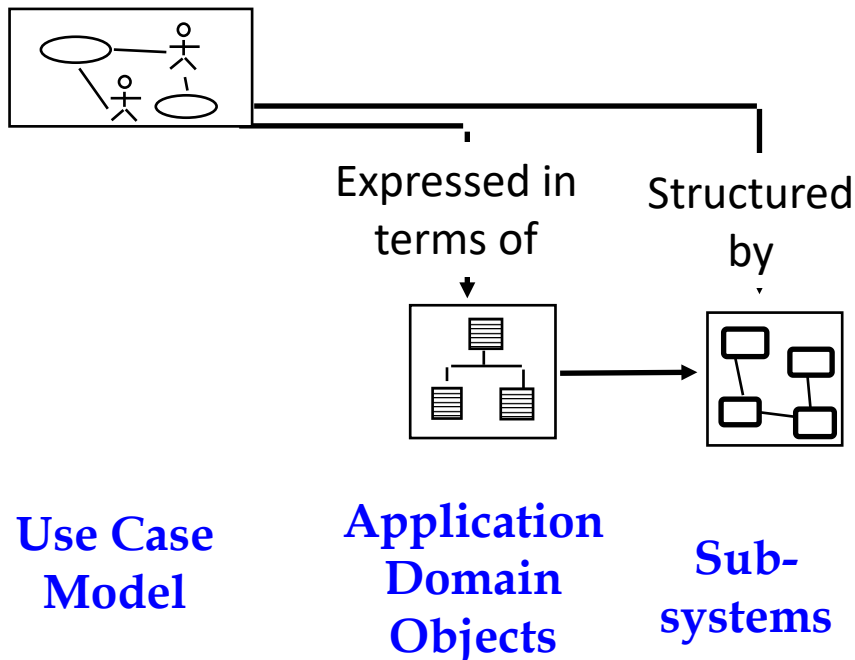 Expressed in
terms of
Structured
by
Use Case
Model
Application
Domain
Objects
Sub-
systems